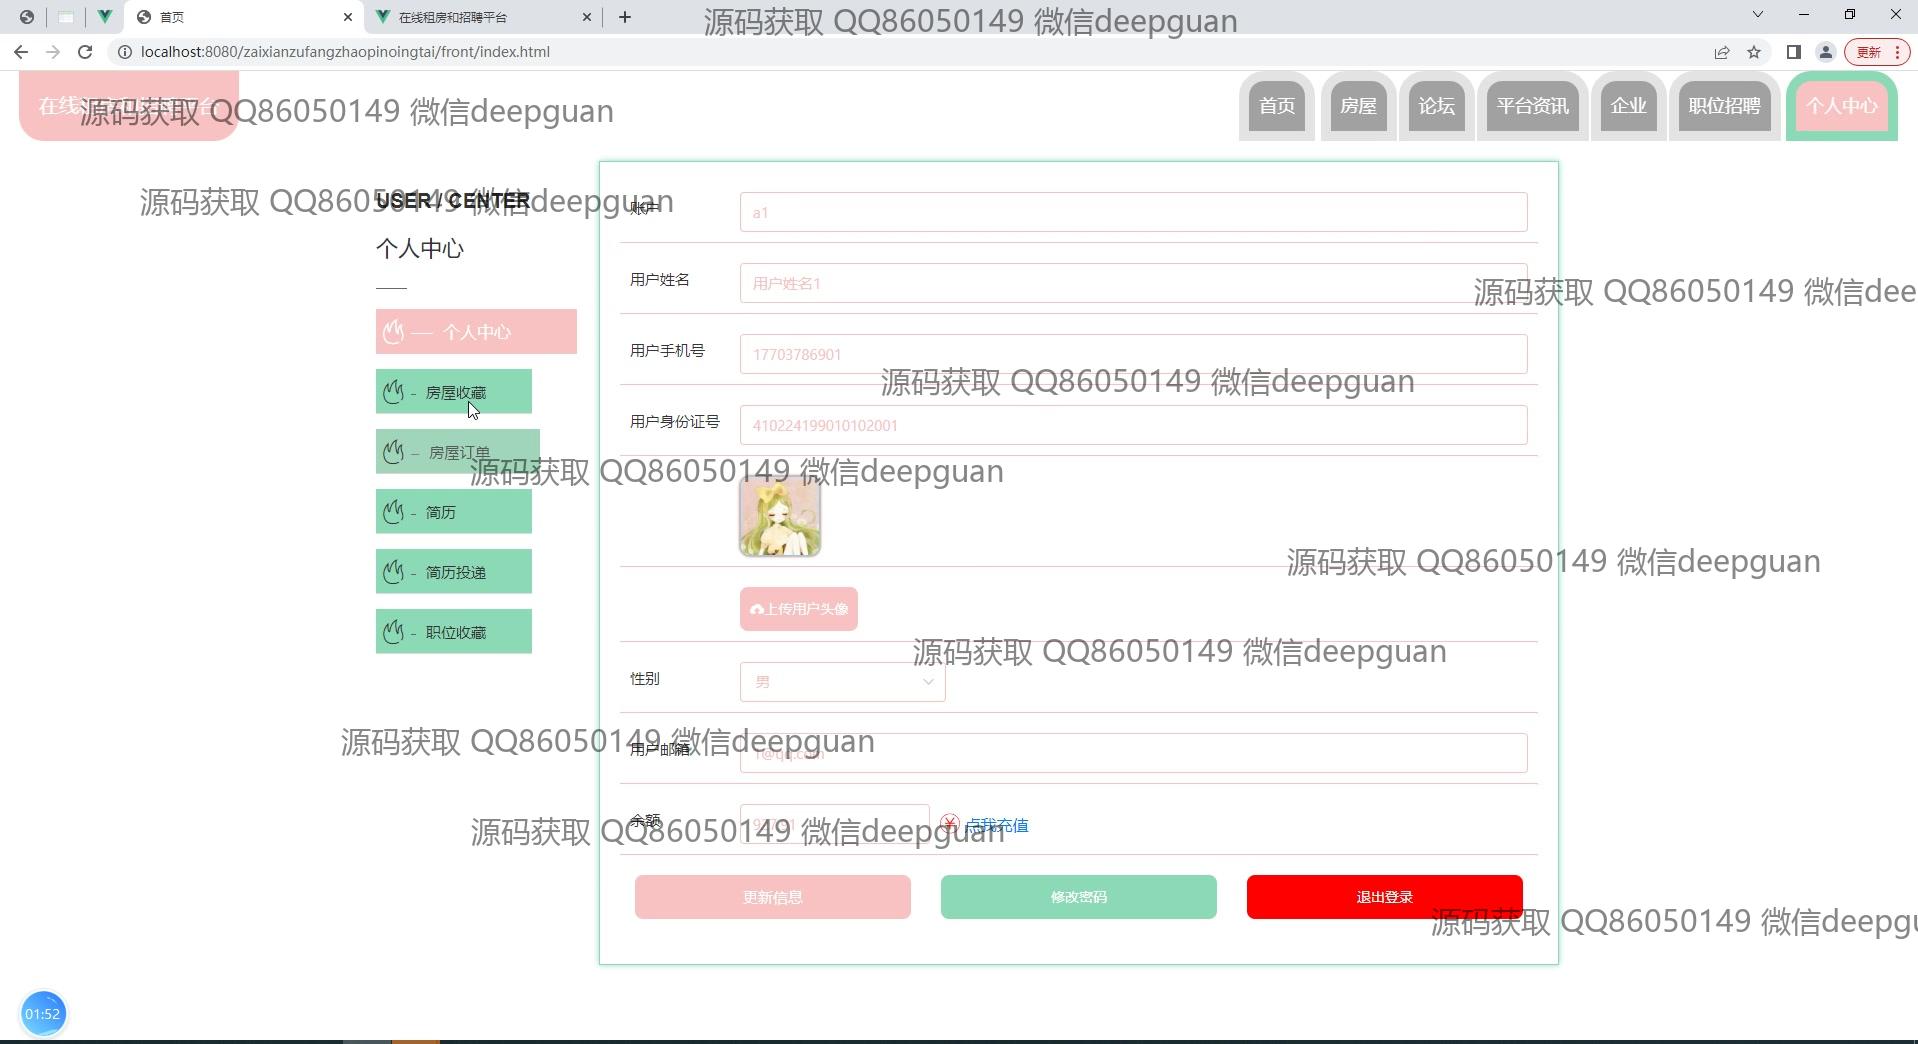 首页
在线租房和招聘平台
源码获取 QQ86050149 微信deepguan
localhost:8080/zaixianzufangzhaopinoingtai/front/index.html
更新
源码获取 QQ86050149 微信deepguan
首页
房屋
论坛
平台资讯
企业
职位招聘
个人中心
源码获取 QQ86050149 微信deepguan
USER / CENTER
个人中心
个人中心
房屋收藏
房屋订单
简历
简历投递
职位收藏
账户
a1
用户姓名
用户姓名1
源码获取 QQ86050149 微信dee
用户手机号
17703786901
源码获取 QQ86050149 微信deepguan
用户身份证号
410224199010102001
源码获取 QQ86050149 微信deepguan
源码获取 QQ86050149 微信deepguan
上传用户头像
源码获取 QQ86050149 微信deepguan
性别
男
源码获取 QQ86050149 微信deepguan
用户邮箱
1@qq.com
源码获取 QQ86050149 微信deepguan
余额
点我充值
更新信息
修改密码
退出登录
源码获取 QQ86050149 微信deepgu
01:52